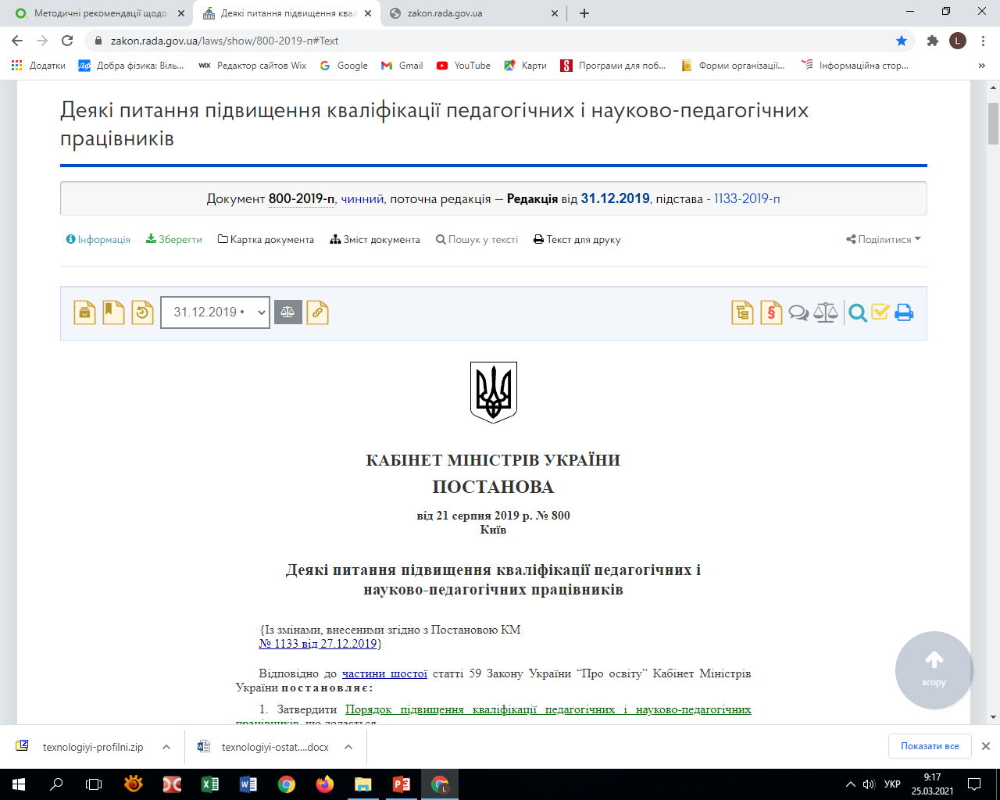 Методичні рекомендації щодо
Деякі питання підвищення квал
zakon.rada.gov.ua
zakon.rada.gov.ua/laws/show/800-2019-п#Text
L
Додатки
Добра фізика: Віль...
Редактор сайтов Wix
Google
Gmail
YouTube
Карти
Програми для поб...
Форми організації...
Інформаційна стор...
Деякі питання підвищення кваліфікації педагогічних і науково-педагогічних
працівників
Документ 800-2019-п, чинний, поточна редакція — Редакція від 31.12.2019, підстава - 1133-2019-п
Інформація
Зберегти
Картка документа
Зміст документа
Пошук у тексті
Текст для друку
Поділитися
31.12.2019 •
КАБІНЕТ МІНІСТРІВ УКРАЇНИ
ПОСТАНОВА
від 21 серпня 2019 р. № 800
Київ
Деякі питання підвищення кваліфікації педагогічних і
науково-педагогічних працівників
{Із змінами, внесеними згідно з Постановою КМ
№ 1133 від 27.12.2019}
Відповідно до частини шостої статті 59 Закону України “Про освіту” Кабінет Міністрів
України постановляє:
1. Затвердити Порядок підвищення кваліфікації педагогічних і науково-педагогічних
працівників, що додається.
вгору
texnologiyi-profilni.zip
texnologiyi-ostat....docx
Показати все
УКР
9:17
25.03.2021